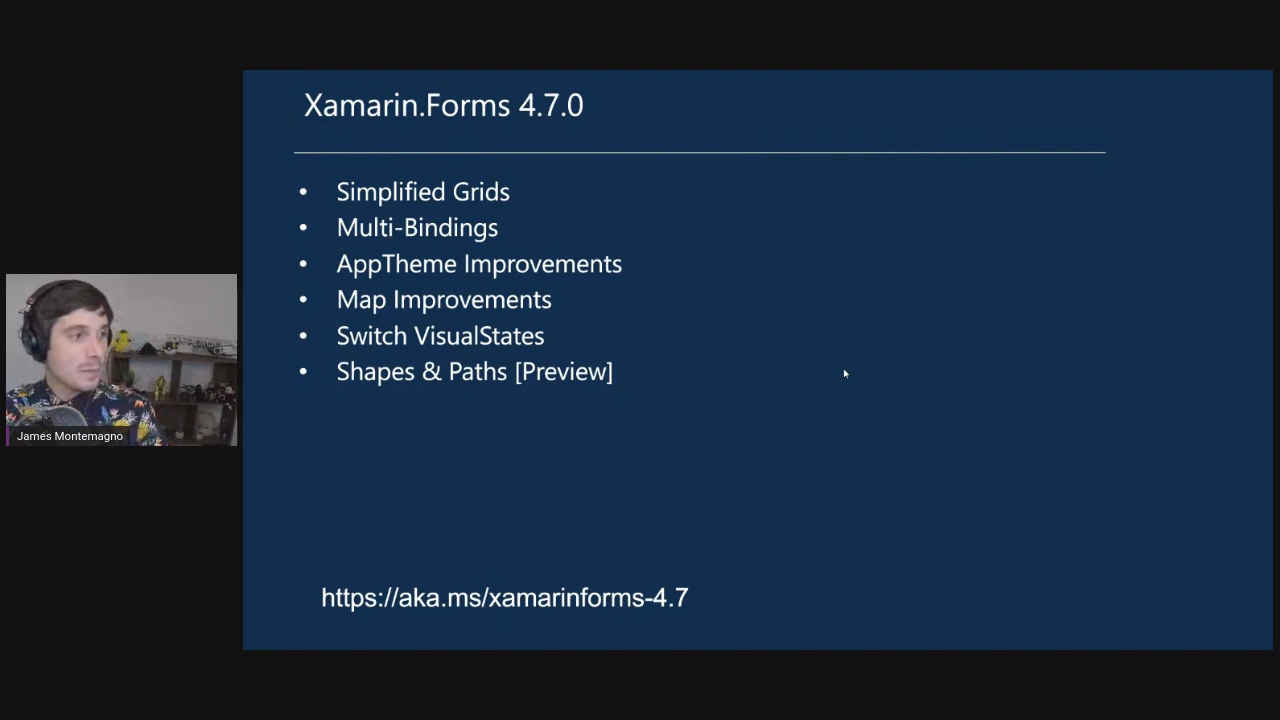 Xamarin.Forms 4.7.0
• Simplified Grids
• Multi-Bindings
• AppTheme Improvements
• Map Improvements
• Switch VisualStates
• Shapes & Paths [Preview]
James Montemagno
https://aka.ms/xamarinforms-4.7